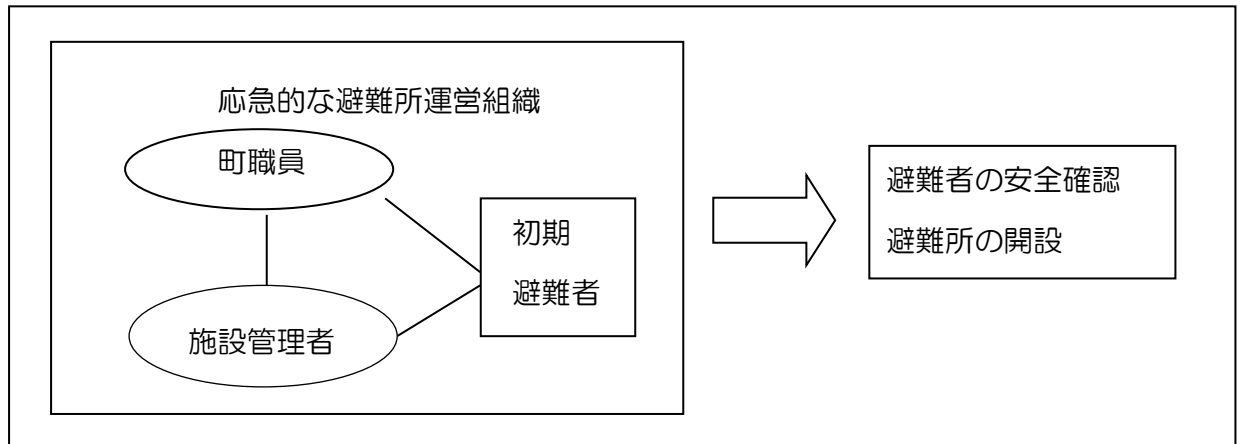 応急的な避難所運営組織
町職員
初期
避難者
施設管理者
避難者の安全確認
避難所の開設